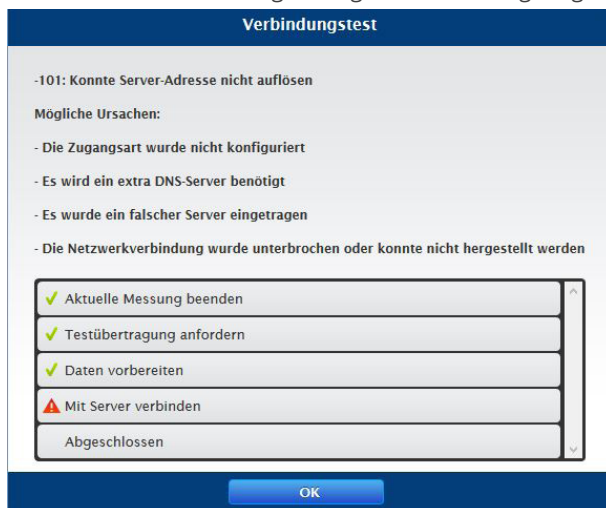 Verbindungstest
-101: Konnte Server-Adresse nicht auflösen
Mögliche Ursachen:
- Die Zugangsart wurde nicht konfiguriert
- Es wird ein extra DNS-Server benötigt
- Es wurde ein falscher Server eingetragen
- Die Netzwerkverbindung wurde unterbrochen oder konnte nicht hergestellt werden
Aktuelle Messung beenden
Testübertragung anfordern
Daten vorbereiten
Mit Server verbinden
Abgeschlossen
OK